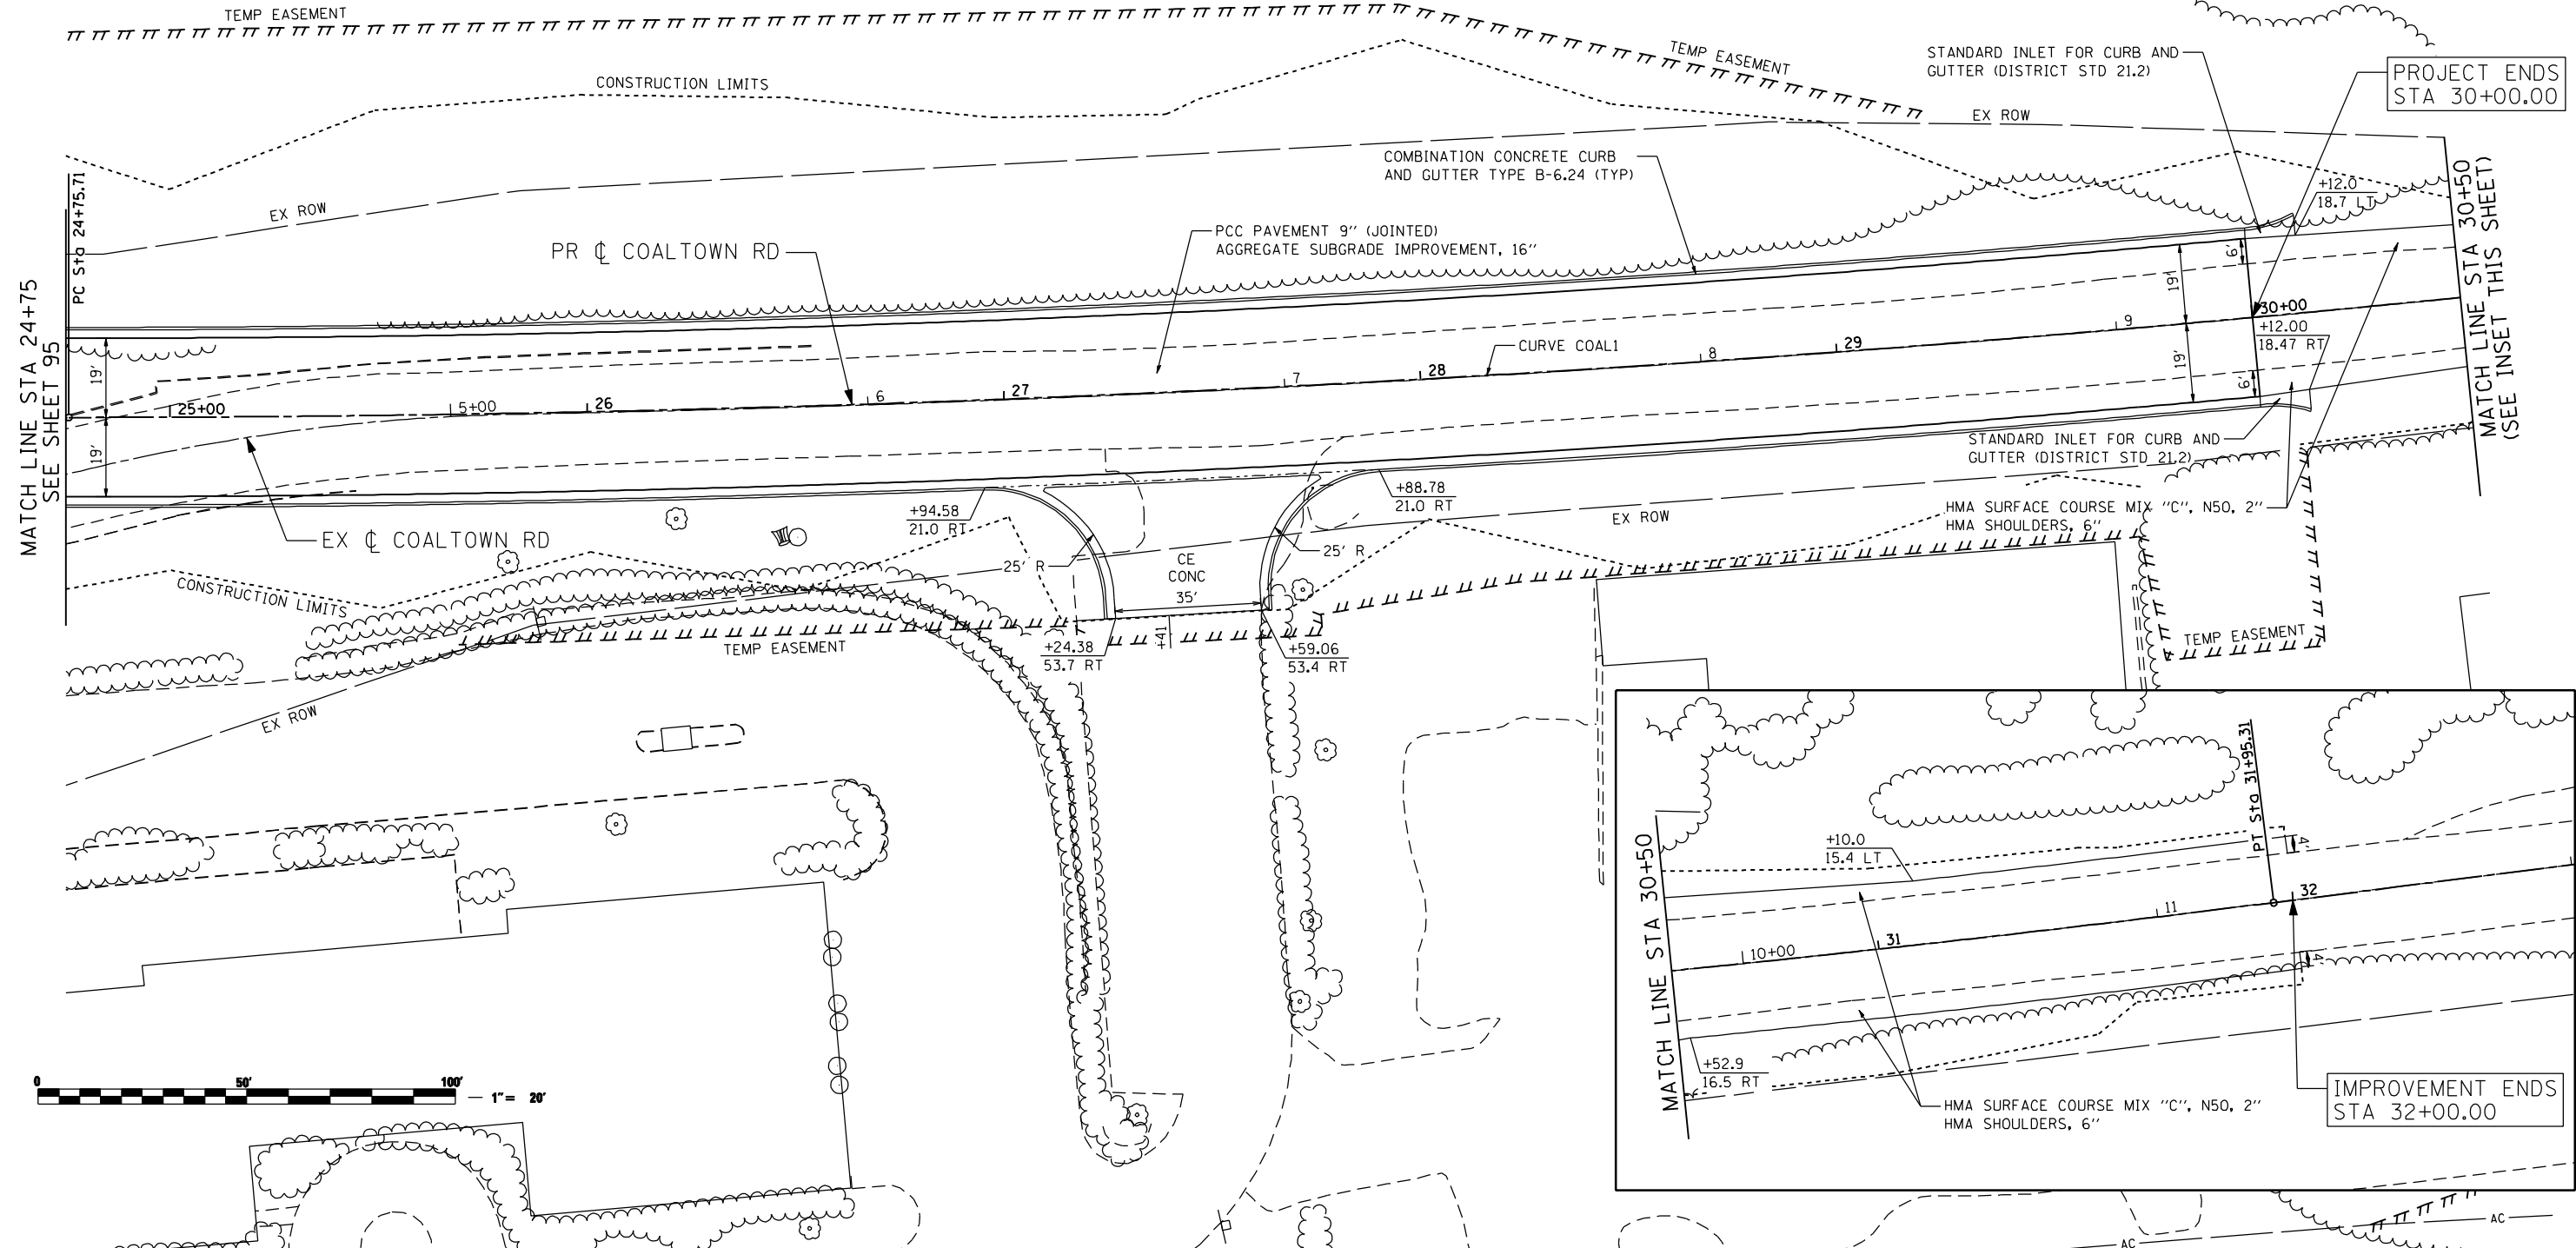 TEMP EASEMENT
CONSTRUCTION LIMITS
TEMP EASEMENT
STANDARD INLET FOR CURB AND
GUTTER (DISTRICT STD 21.2)
PROJECT ENDS
STA 30+00.00
EX ROW
COMBINATION CONCRETE CURB
AND GUTTER TYPE B-6.24 (TYP)
+12.0
18.7 LT
MATCH LINE STA 30+50
(SEE INSET THIS SHEET)
PC Sta 24+75.71
EX ROW
PR ℄ COALTOWN RD
PCC PAVEMENT 9" (JOINTED)
AGGREGATE SUBGRADE IMPROVEMENT, 16"
MATCH LINE STA 24+75
SEE SHEET 95
19'
19'
25+00
5+00
26
6
27
7
28
CURVE COAL1
8
29
9
19'
19'
6'
6'
30+00
+12.00
18.47 RT
EX ℄ COALTOWN RD
+94.58
21.0 RT
+88.78
21.0 RT
STANDARD INLET FOR CURB AND
GUTTER (DISTRICT STD 21.2)
EX ROW
HMA SURFACE COURSE MIX "C", N50, 2"
HMA SHOULDERS, 6"
25' R
25' R
CE
CONC
35'
CONSTRUCTION LIMITS
TEMP EASEMENT
+41
+24.38
53.7 RT
+59.06
53.4 RT
TEMP EASEMENT
EX ROW
MATCH LINE STA 30+50
+10.0
15.4 LT
PT Sta 31+95.31
4'
10+00
31
11
32
4'
+52.9
16.5 RT
HMA SURFACE COURSE MIX "C", N50, 2"
HMA SHOULDERS, 6"
IMPROVEMENT ENDS
STA 32+00.00
0 50' 100'
1"= 20'
AC
AC